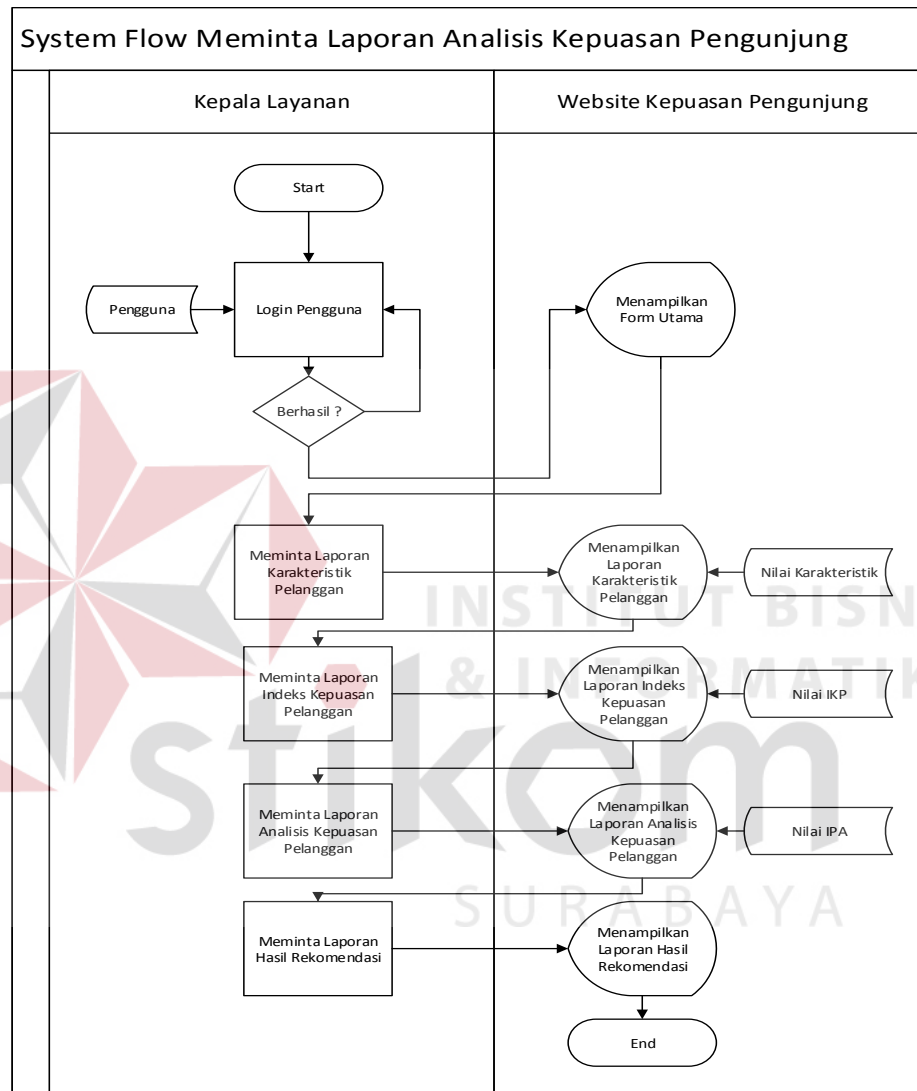 System Flow Meminta Laporan Analisis Kepuasan Pengunjung
Kepala Layanan
Website Kepuasan Pengunjung
Start
Pengguna
Login Pengguna
Menampilkan
Form Utama
Berhasil ?
Meminta Laporan
Karakteristik
Pelanggan
Menampilkan
Laporan
Karakteristik
Pelanggan
Nilai Karakteristik
INSTITUT BISN
& INFORMATIK
Meminta Laporan
Indeks Kepuasan
Pelanggan
Menampilkan
Laporan Indeks
Kepuasan
Pelanggan
Nilai IKP
stikom
Meminta Laporan
Analisis Kepuasan
Pelanggan
Menampilkan
Laporan Analisis
Kepuasan
Pelanggan
Nilai IPA
SURABAYA
Meminta Laporan
Hasil Rekomendasi
Menampilkan
Laporan Hasil
Rekomendasi
End